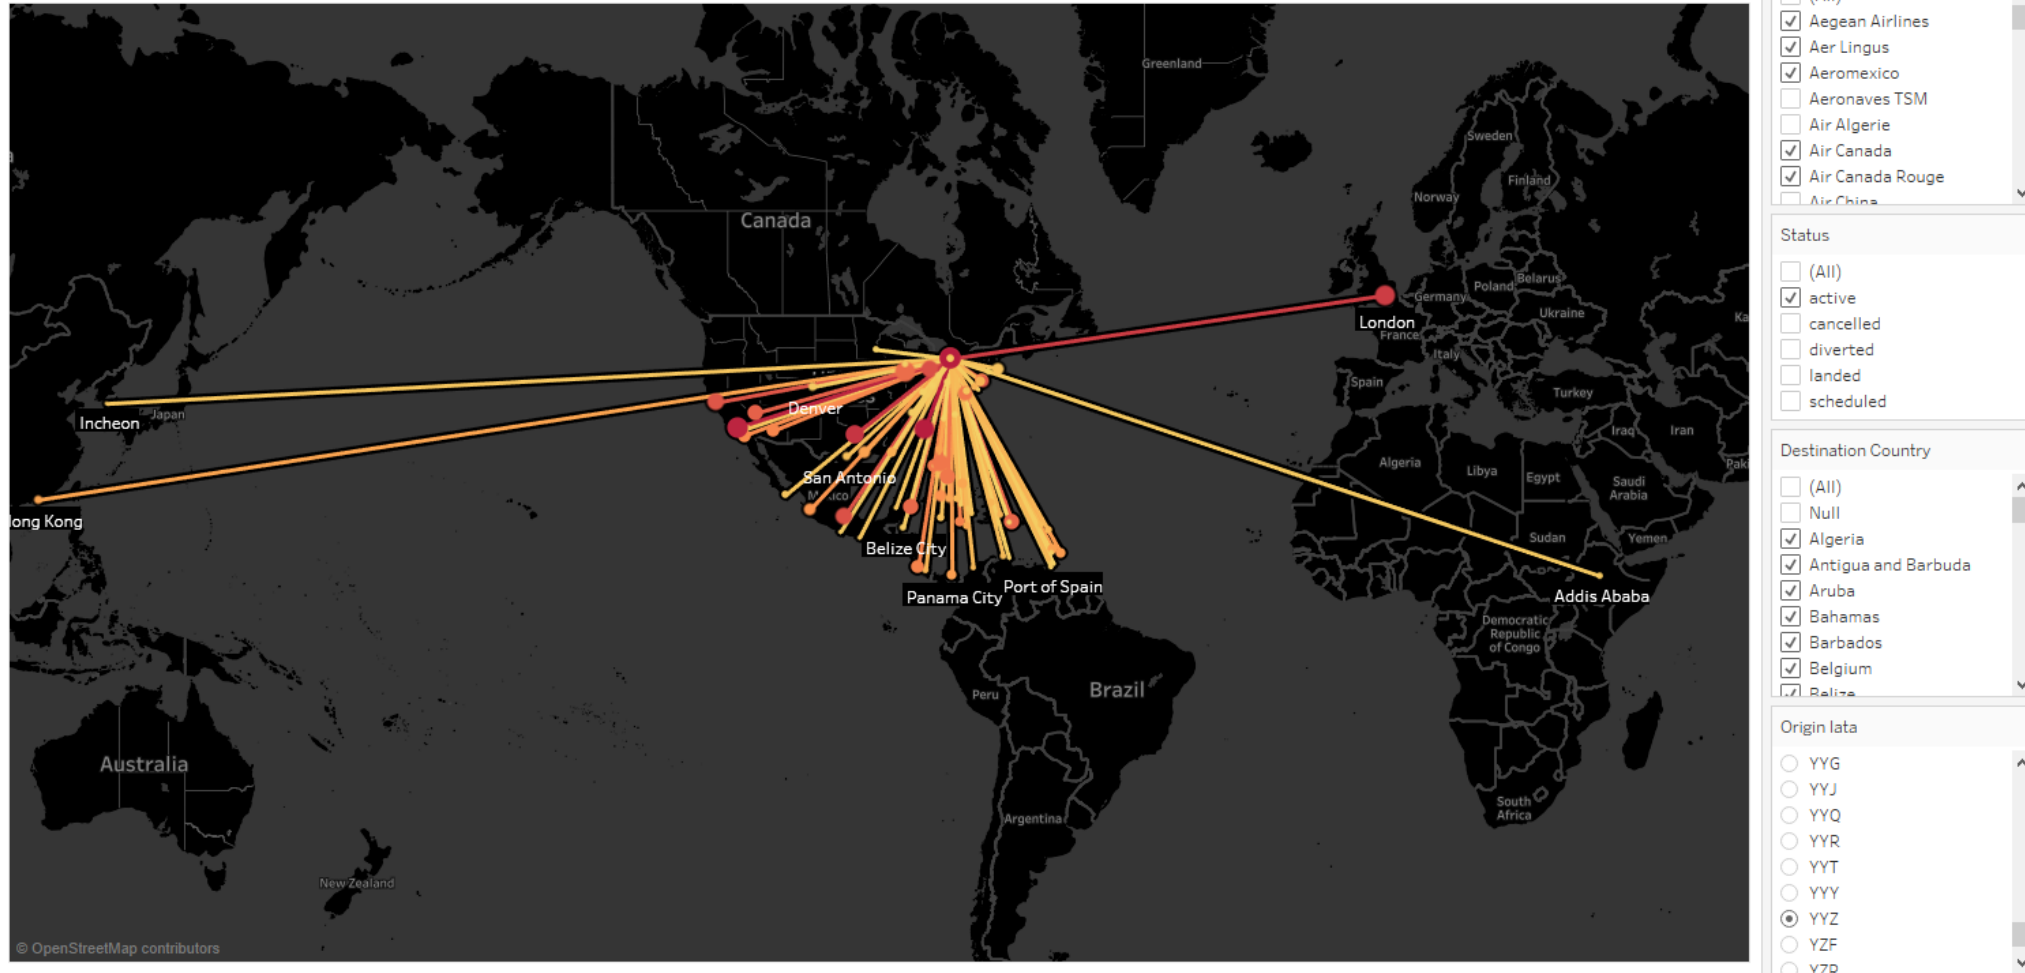 Greenland
Sweden
Finland
Norway
Canada
Belarus
Poland
Germany
Ukraine
London
France
Italy
Spain
Turkey
Japan
Incheon
Denver
Iraq
Iran
Algeria
Libya
Egypt
Saudi
Arabia
San Antonio
ong Kong
Sudan
Yemen
Belize City
Port of Spain
Panama City
Addis Ababa
Democratic
Republic
of Congo
Peru
Brazil
Australia
South
Africa
Argentina
New Zealand
© OpenStreetMap contributors
Aegean Airlines
Aer Lingus
Aeromexico
Aeronaves TSM
Air Algerie
Air Canada
Air Canada Rouge
Air China
Status
(All)
active
cancelled
diverted
landed
scheduled
Destination Country
(All)
Null
Algeria
Antigua and Barbuda
Aruba
Bahamas
Barbados
Belgium
Belize
Origin Iata
YYG
YYJ
YYQ
YYR
YYT
YYY
YYZ
YZF